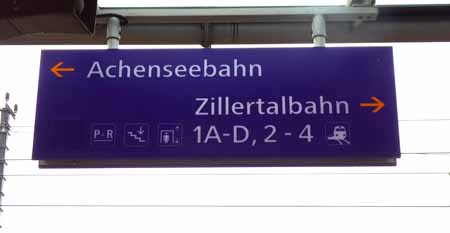 Achenseebahn
Zillertalbahn
P-R 1A-D, 2 - 4